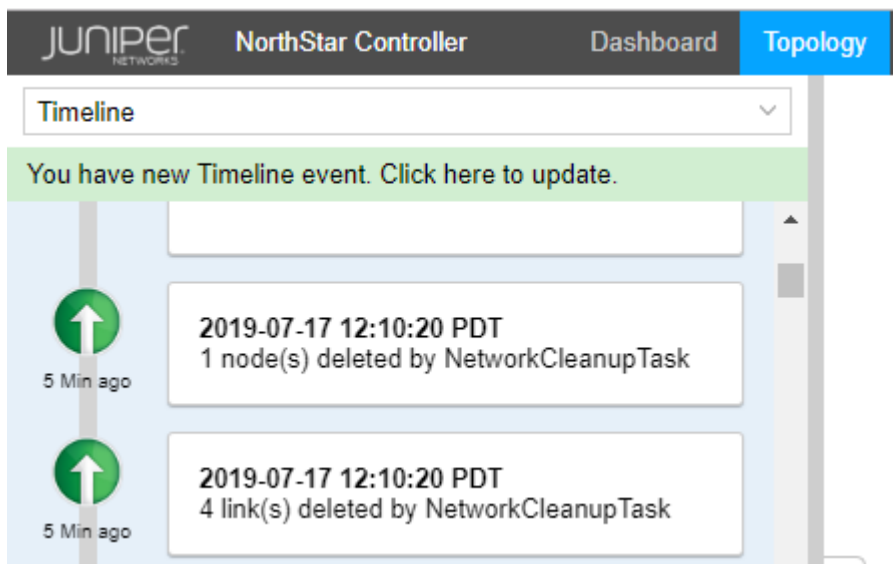 JUNIPER NorthStar Controller Dashboard Topology
NETWORKS
Timeline
You have new Timeline event. Click here to update.
2019-07-17 12:10:20 PDT
1 node(s) deleted by NetworkCleanupTask
5 Min ago
2019-07-17 12:10:20 PDT
4 link(s) deleted by NetworkCleanupTask
5 Min ago